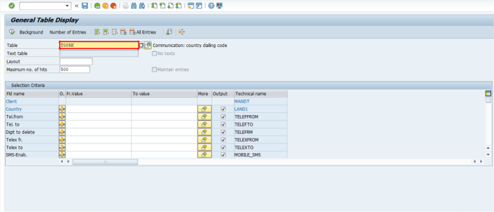 General Table Display
Background Number of Entries All Entries
Table T005K Communication: country dialing code
Text table No texts
Layout
Maximum no. of hits 500 Maintain entries
Selection Criteria
Fld name O. Fr.Value To value More Output Technical name
Client MANDT
Country LAND1
Tel.from TELEFFROM
Tel. to TELEFTO
Digit to delete TELEFRM
Telex fr. TELEXFROM
Telex to TELEXTO
SMS-Enab. MOBILE_SMS